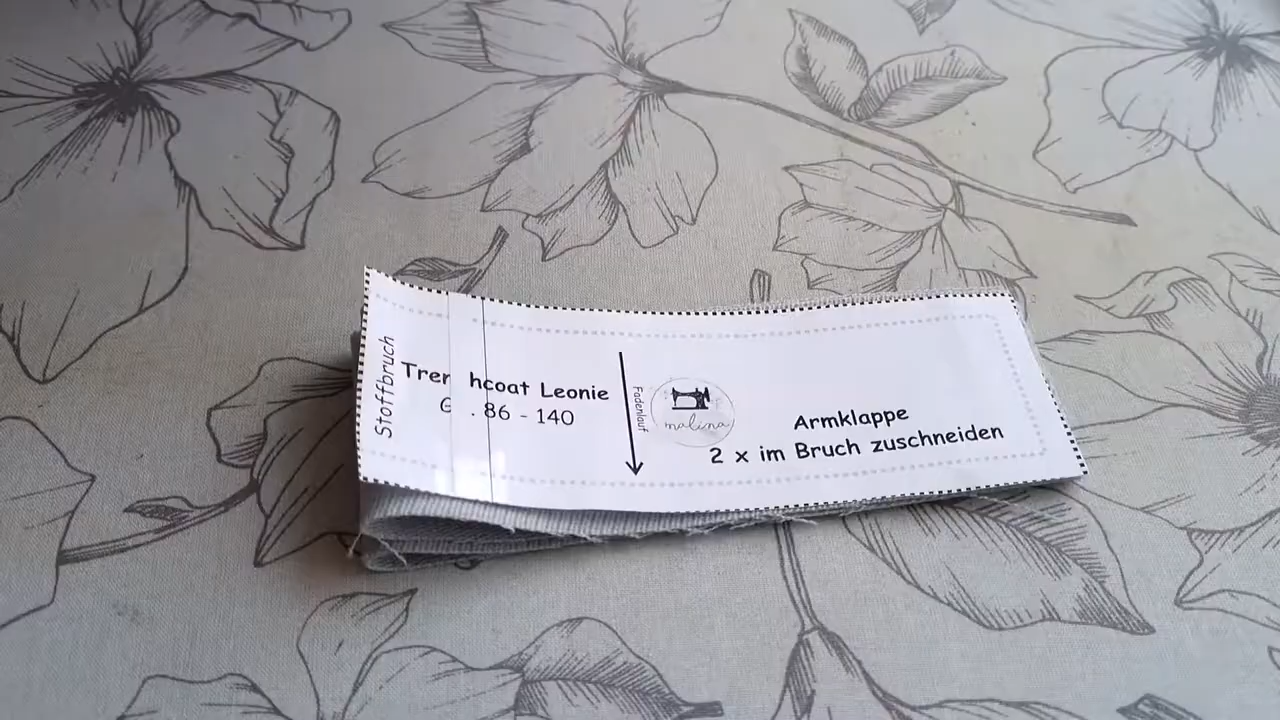 Stoffbruch
Tren hcoat Leonie
G . 86 - 140
Fadenlauf
malina
Armklappe
2 x im Bruch zuschneiden